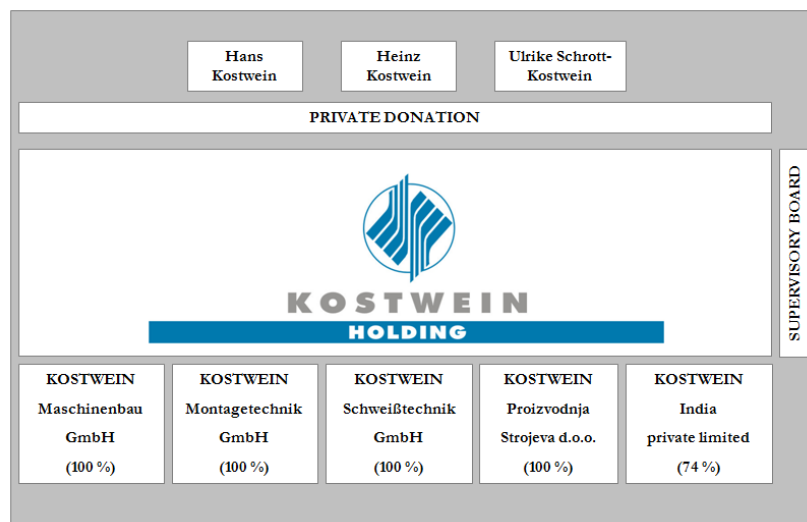 Hans
Kostwein
Heinz
Kostwein
Ulrike Schrott-
Kostwein
PRIVATE DONATION
KOSTWEIN
HOLDING
SUPERVISORY BOARD
KOSTWEIN
Maschinenbau
GmbH
(100 %)
KOSTWEIN
Montagetechnik
GmbH
(100 %)
KOSTWEIN
Schweißtechnik
GmbH
(100 %)
KOSTWEIN
Proizvodnja
Strojeva d.o.o.
(100 %)
KOSTWEIN
India
private limited
(74 %)